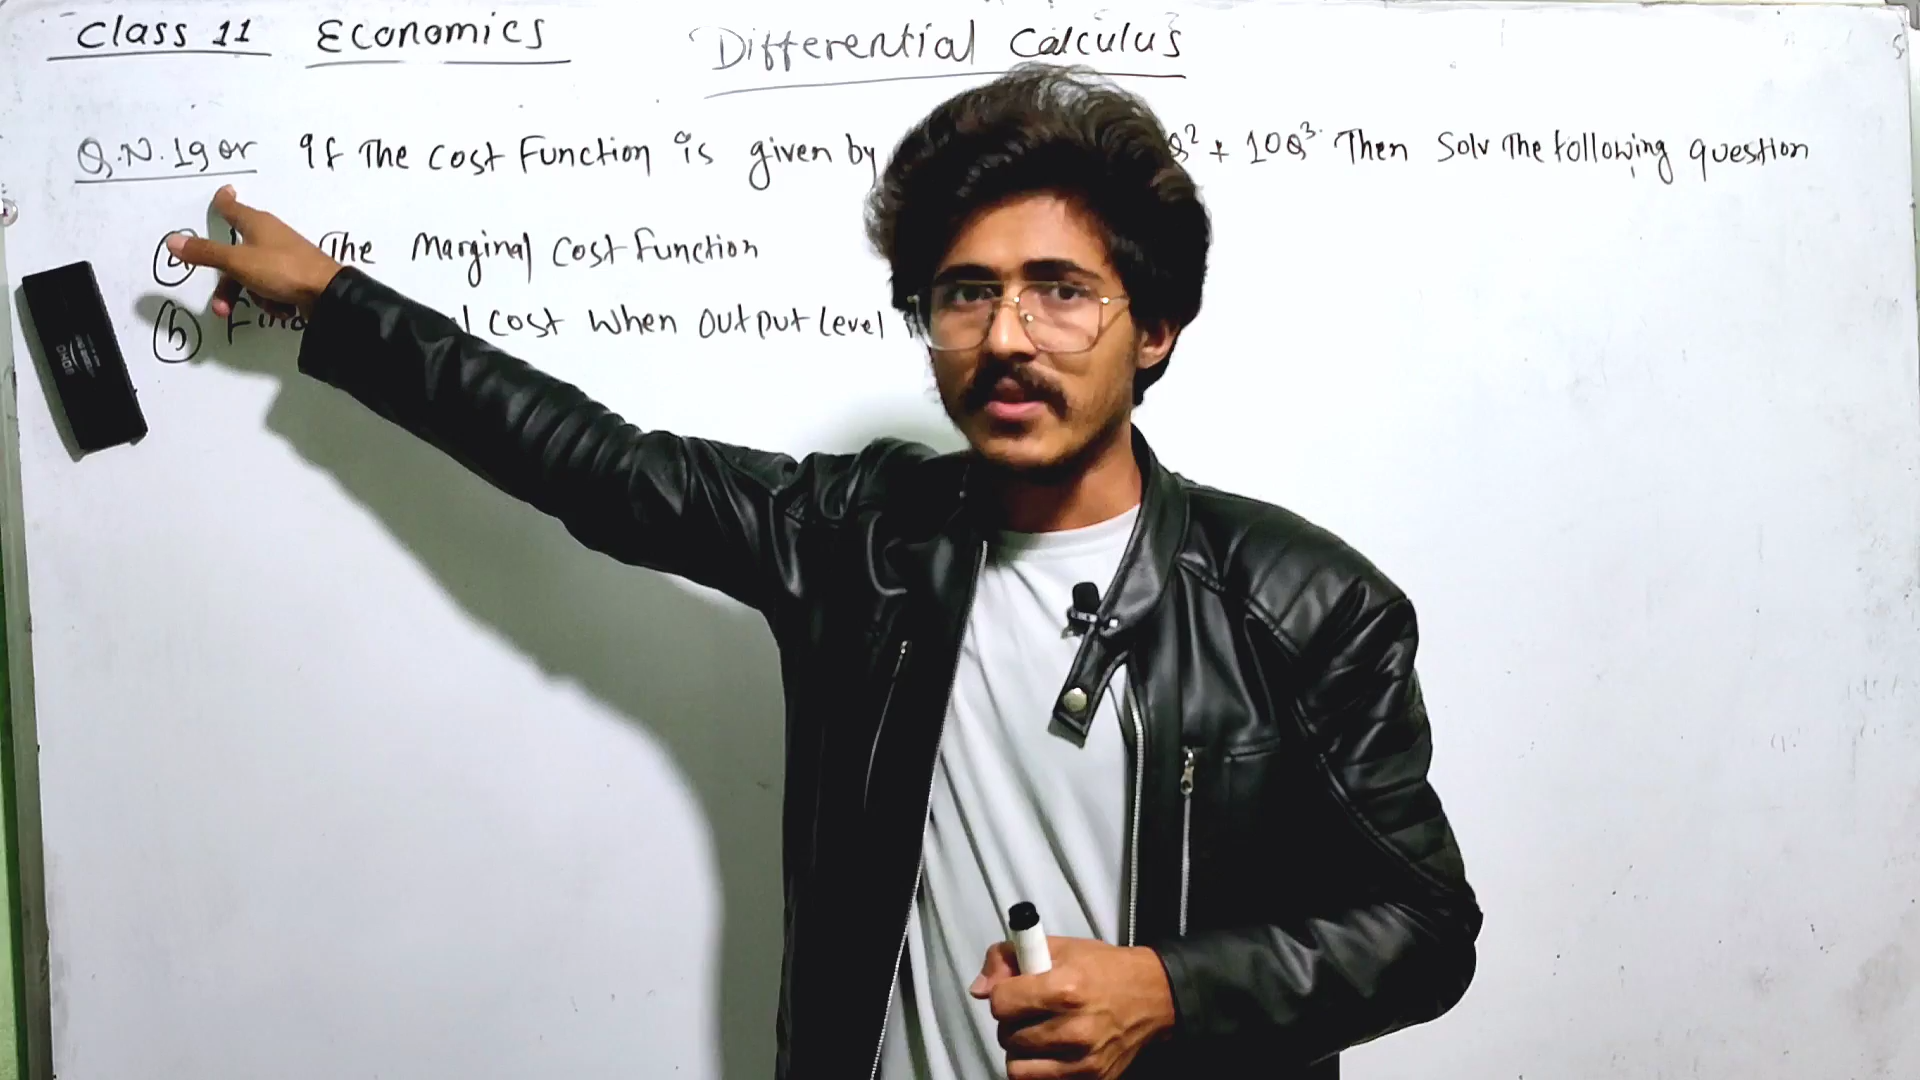 Class 11 Economics Differential Calculus
Q.N. 19 or If The Cost Function is given by Q² + 10Q³. Then Solv The following question
(a) The Marginal Cost Function
(b) Find Cost When Output Level